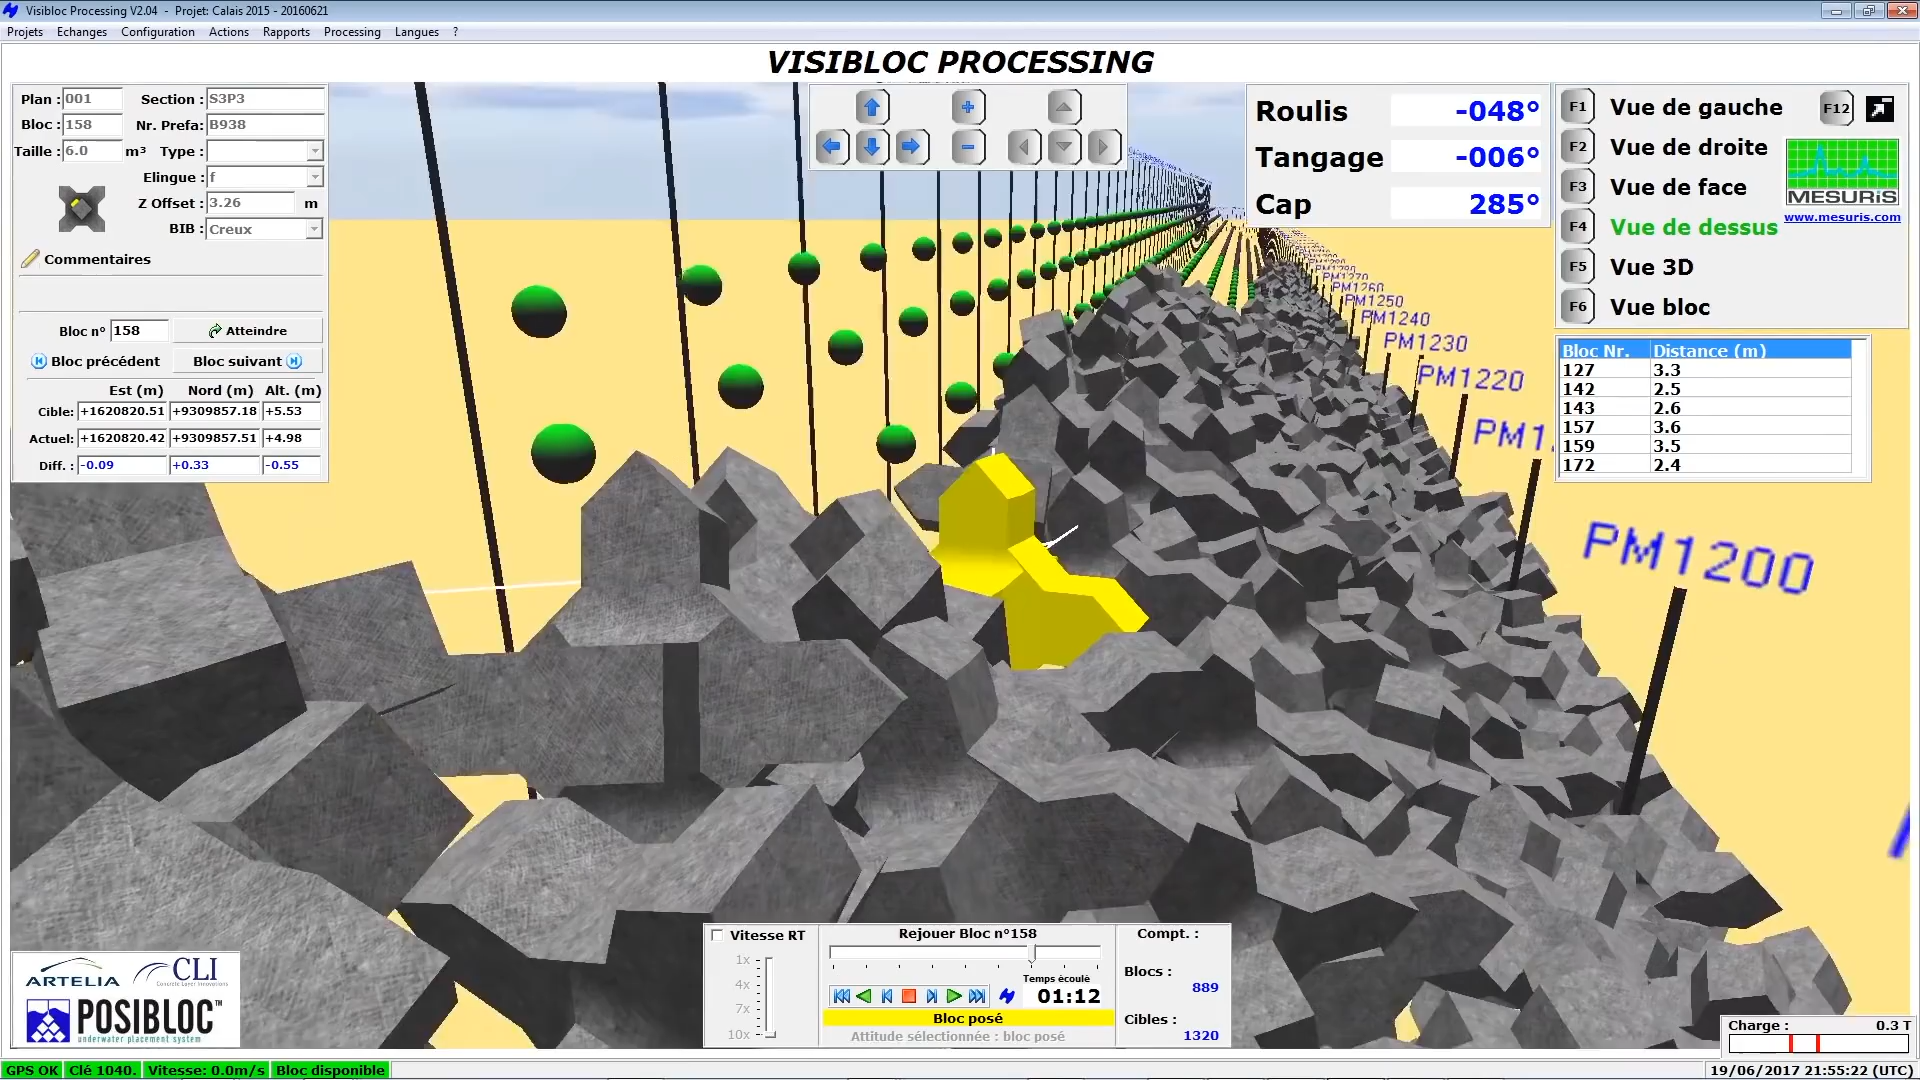 Visibloc Processing V2.04 - Projet: Calais 2015 - 20160621
Projets Echanges Configuration Actions Rapports Processing Langues ?
VISIBLOC PROCESSING
Plan : 001 Section : S3P3
Bloc : 158 Nr. Prefa: B938
Taille : 6.0 m³ Type :
Elingue : f
Z Offset : 3.26 m
BIB : Creux
Commentaires
Bloc n° 158 Atteindre
Bloc précédent Bloc suivant
Est (m) Nord (m) Alt. (m)
Cible: +1620820.51 +9309857.18 +5.53
Actuel: +1620820.42 +9309857.51 +4.98
Diff. : -0.09 +0.33 -0.55
Roulis -048°
Tangage -006°
Cap 285°
F1 Vue de gauche F12
F2 Vue de droite
F3 Vue de face
F4 Vue de dessus
F5 Vue 3D
F6 Vue bloc
MESURIS
www.mesuris.com
Bloc Nr. Distance (m)
127 3.3
142 2.5
143 2.6
157 3.6
159 3.5
172 2.4
PM1270
PM1260
PM1250
PM1240
PM1230
PM1220
PM1200
ARTELIA CLI
Concrete Layer Innovations
POSIBLOC™
underwater placement system
Vitesse RT
1x
4x
7x
10x
Rejouer Bloc n°158
Temps écoulé
01:12
Bloc posé
Attitude sélectionnée : bloc posé
Compt. :
Blocs :
889
Cibles :
1320
Charge : 0.3 T
GPS OK Clé 1040. Vitesse: 0.0m/s Bloc disponible
19/06/2017 21:55:22 (UTC)